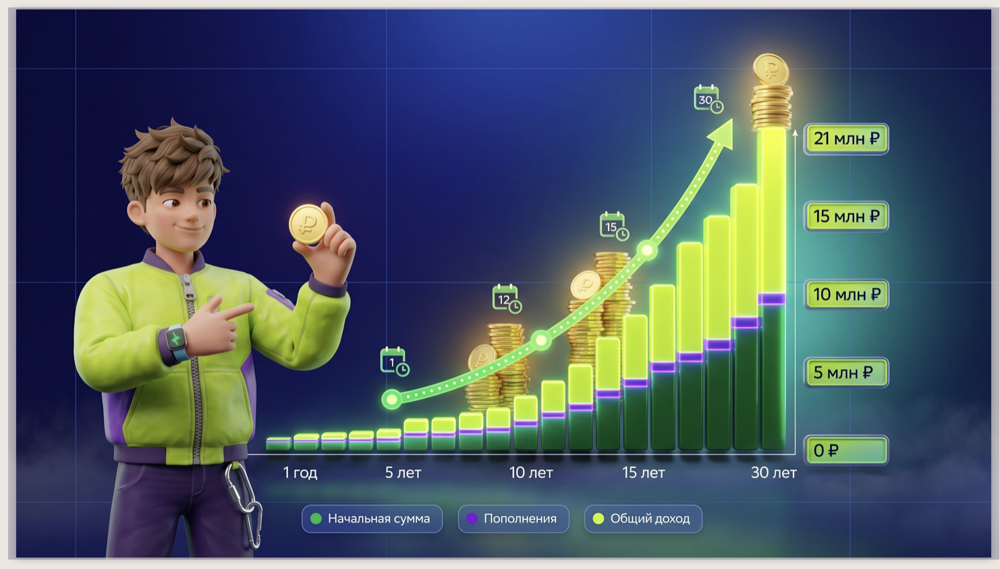 30
21 млн ₽
15 млн ₽
15
12
10 млн ₽
1
5 млн ₽
0 ₽
1 год
5 лет
10 лет
15 лет
30 лет
Начальная сумма
Пополнения
Общий доход